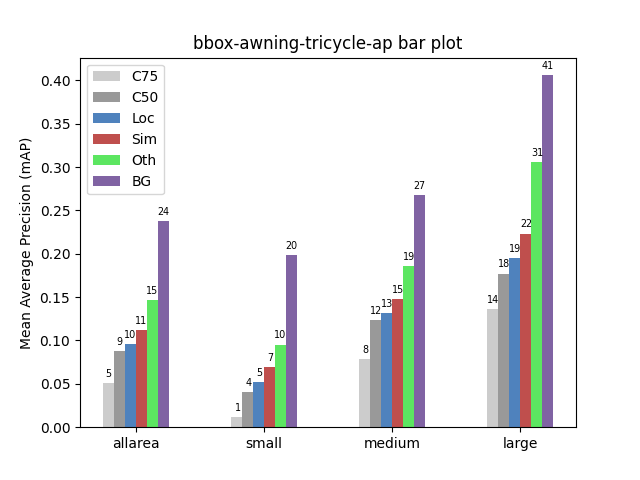 bbox-awning-tricycle-ap bar plot
Mean Average Precision (mAP)
0.40
0.35
0.30
0.25
0.20
0.15
0.10
0.05
0.00
C75
C50
Loc
Sim
Oth
BG
5 9 10 11 15 24
1 4 5 7 10 20
8 12 13 15 19 27
14 18 19 22 31 41
allarea small medium large